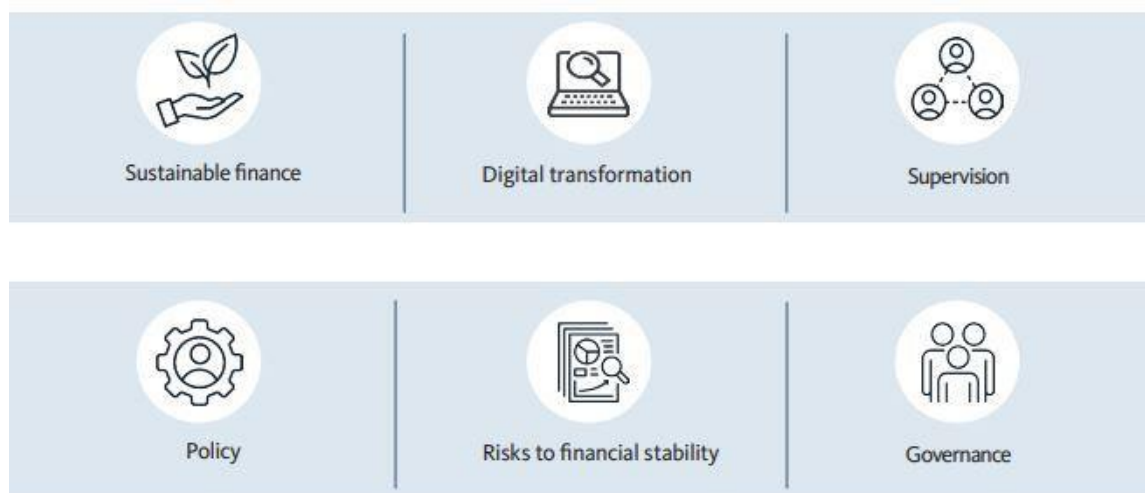 Sustainable finance
Digital transformation
Supervision
Policy
Risks to financial stability
Governance